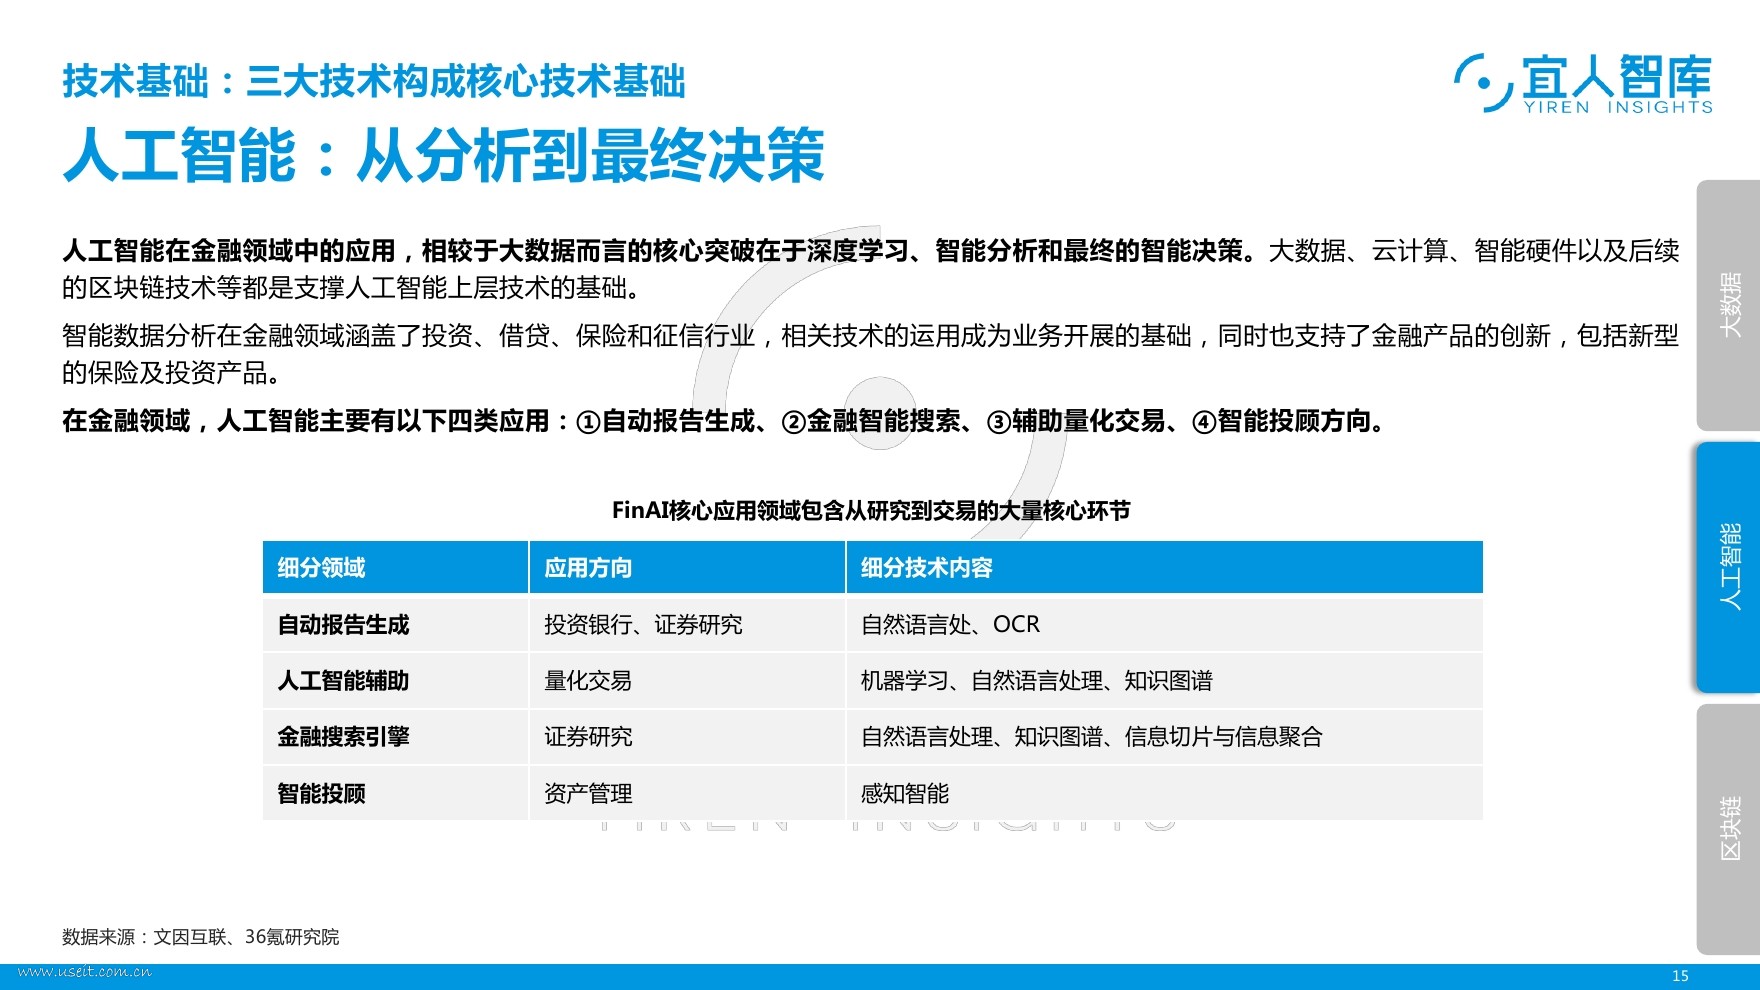 技术基础：三大技术构成核心技术基础
宜人智库
YIREN INSIGHTS
人工智能：从分析到最终决策
人工智能在金融领域中的应用，相较于大数据而言的核心突破在于深度学习、智能分析和最终的智能决策。大数据、云计算、智能硬件以及后续
的区块链技术等都是支撑人工智能上层技术的基础。
智能数据分析在金融领域涵盖了投资、借贷、保险和征信行业，相关技术的运用成为业务开展的基础，同时也支持了金融产品的创新，包括新型
的保险及投资产品。
在金融领域，人工智能主要有以下四类应用：①自动报告生成、②金融智能搜索、③辅助量化交易、④智能投顾方向。
FinAI核心应用领域包含从研究到交易的大量核心环节
细分领域 应用方向 细分技术内容
自动报告生成 投资银行、证券研究 自然语言处、OCR
人工智能辅助 量化交易 机器学习、自然语言处理、知识图谱
金融搜索引擎 证券研究 自然语言处理、知识图谱、信息切片与信息聚合
智能投顾 资产管理 感知智能
YIREN INSIGHTS
大数据
人工智能
区块链
数据来源：文因互联、36氪研究院
www.useit.com.cn
15